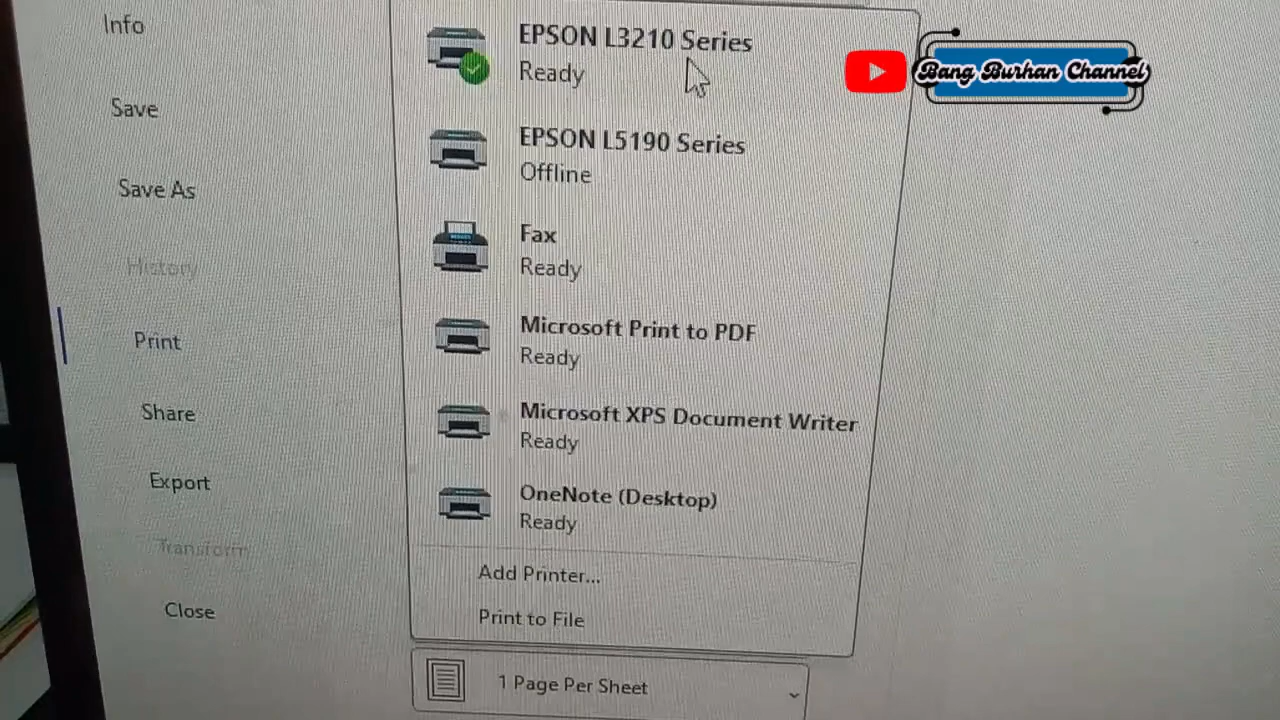 Info
Save
Save As
History
Print
Share
Export
Transform
Close
EPSON L3210 Series
Ready
EPSON L5190 Series
Offline
Fax
Ready
Microsoft Print to PDF
Ready
Microsoft XPS Document Writer
Ready
OneNote (Desktop)
Ready
Add Printer...
Print to File
1 Page Per Sheet
Bang Burhan Channel